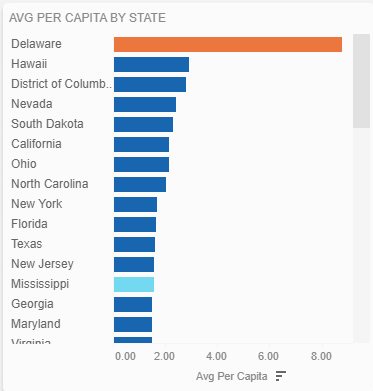 AVG PER CAPITA BY STATE
Delaware
Hawaii
District of Columb..
Nevada
South Dakota
California
Ohio
North Carolina
New York
Florida
Texas
New Jersey
Mississippi
Georgia
Maryland
Virginia
0.00 2.00 4.00 6.00 8.00
Avg Per Capita